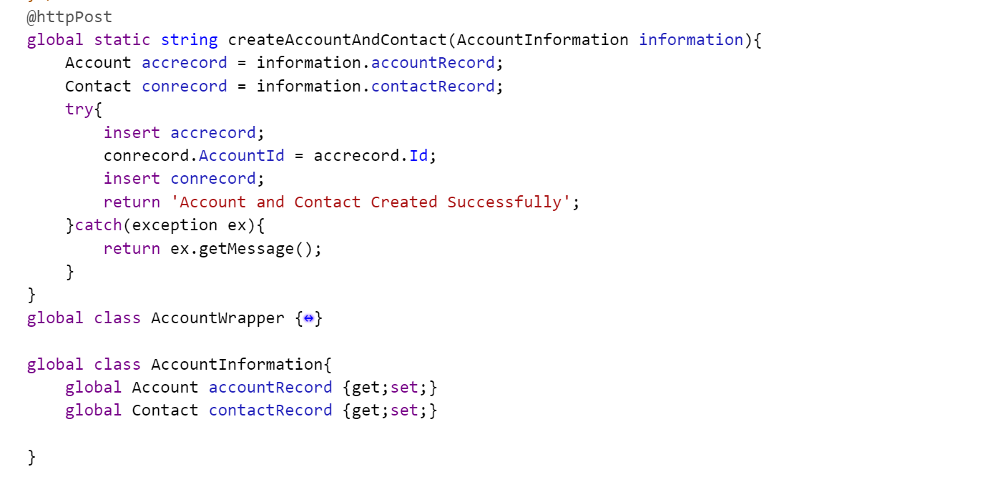 @httpPost
global static string createAccountAndContact(AccountInformation information){
    Account accrecord = information.accountRecord;
    Contact conrecord = information.contactRecord;
    try{
        insert accrecord;
        conrecord.AccountId = accrecord.Id;
        insert conrecord;
        return 'Account and Contact Created Successfully';
    }catch(exception ex){
        return ex.getMessage();
    }
}
global class AccountWrapper {↔}

global class AccountInformation{
    global Account accountRecord {get;set;}
    global Contact contactRecord {get;set;}

}